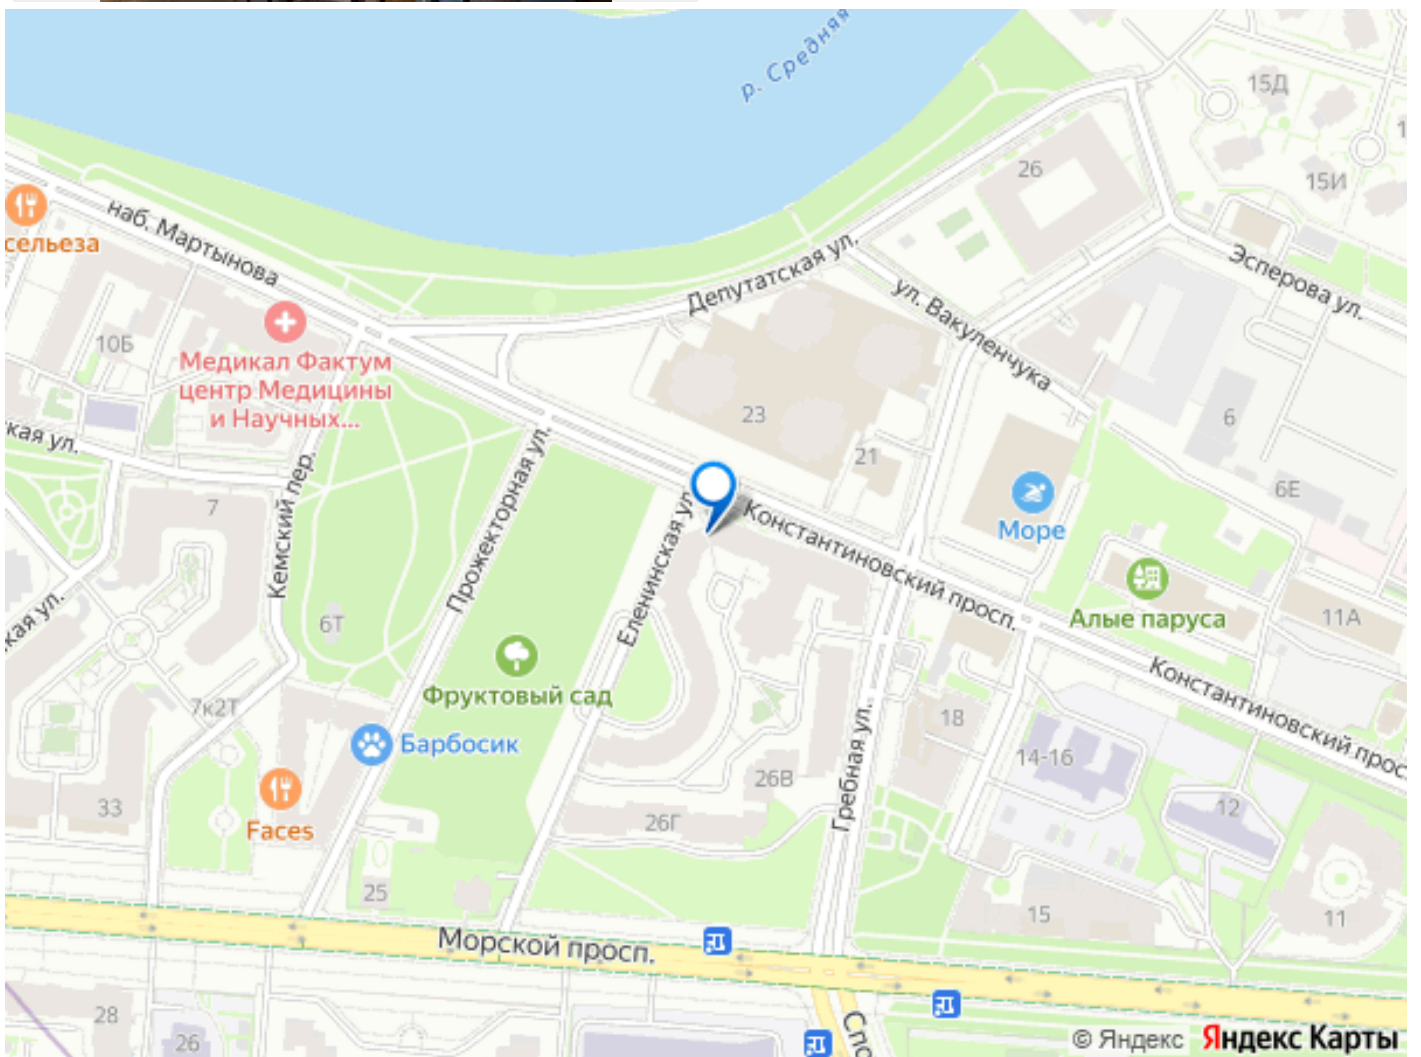 р. Средняя
15Д
26
15И
1
наб. Мартынова
сельеза
Эсперова ул.
Депутатская ул.
ул. Вакуленчука
10Б
Медикал Фактум
центр Медицины
и Научных...
23
6
кая ул.
21
7
Кемский пер.
Прожекторная ул.
Еленинская ул.
Константиновский просп.
Море
6Е
Алые паруса
11А
6Т
кая ул.
Фруктовый сад
Константиновский прос
7к2Т
Барбосик
18
14-16
Гребная ул.
26В
33
Faces
26Г
12
25
15
11
Морской просп.
28
26
Спо
© Яндекс Яндекс Карты